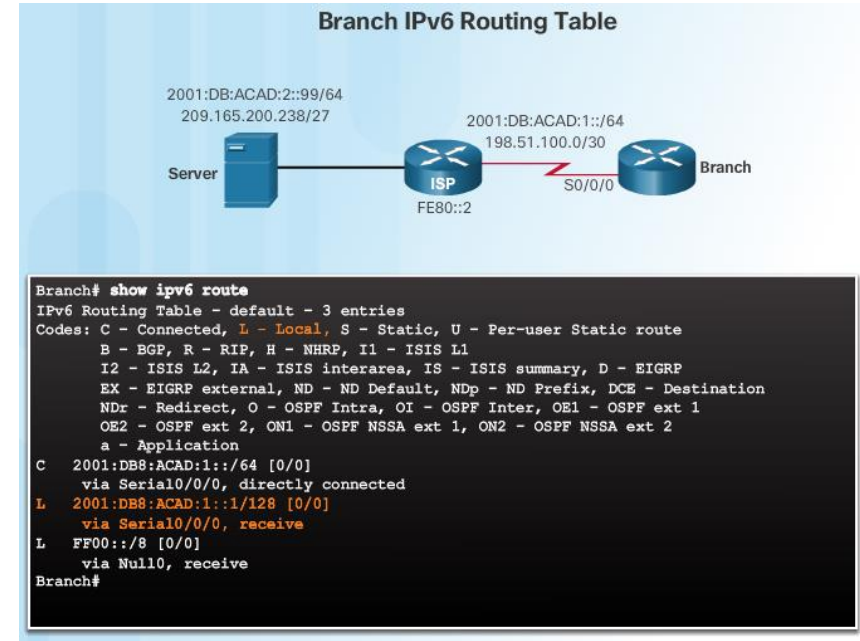 Branch IPv6 Routing Table
2001:DB:ACAD:2::99/64
209.165.200.238/27
2001:DB:ACAD:1::/64
198.51.100.0/30
Server
ISP
S0/0/0
Branch
FE80::2
Branch# show ipv6 route
IPv6 Routing Table - default - 3 entries
Codes: C - Connected, L - Local, S - Static, U - Per-user Static route
B - BGP, R - RIP, H - NHRP, I1 - ISIS L1
I2 - ISIS L2, IA - ISIS interarea, IS - ISIS summary, D - EIGRP
EX - EIGRP external, ND - ND Default, NDp - ND Prefix, DCE - Destination
NDr - Redirect, O - OSPF Intra, OI - OSPF Inter, OE1 - OSPF ext 1
OE2 - OSPF ext 2, ON1 - OSPF NSSA ext 1, ON2 - OSPF NSSA ext 2
a - Application
C 2001:DB8:ACAD:1::/64 [0/0]
via Serial0/0/0, directly connected
L 2001:DB8:ACAD:1::1/128 [0/0]
via Serial0/0/0, receive
L FF00::/8 [0/0]
via Null0, receive
Branch#